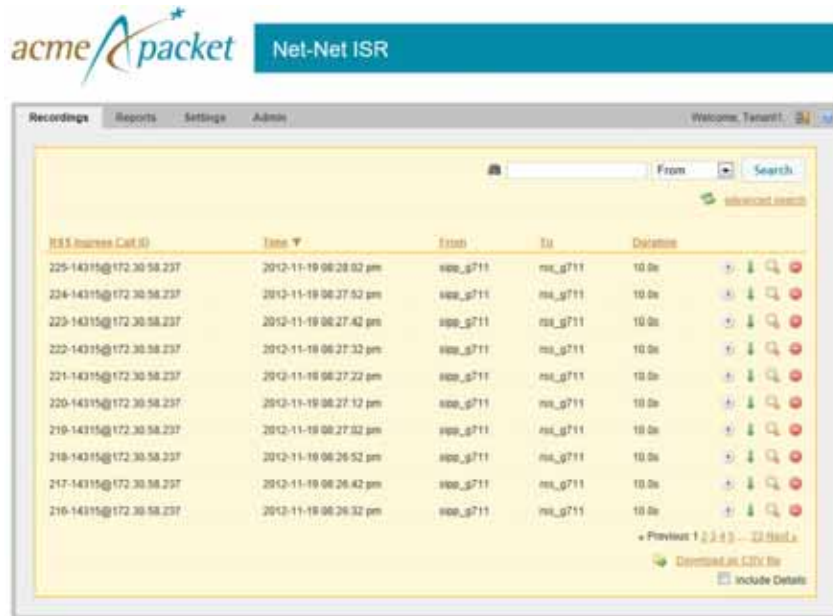 acme packet
Net-Net ISR
Recordings Reports Settings Admin Welcome, Tenant1.
From Search
advanced search
RSS Ingress Call ID Time ▼ From To Duration
225-14315@172.30.58.237 2012-11-19 08:28:02 pm sipp_g711 rss_g711 10.0s
224-14315@172.30.58.237 2012-11-19 08:27:52 pm sipp_g711 rss_g711 10.0s
223-14315@172.30.58.237 2012-11-19 08:27:42 pm sipp_g711 rss_g711 10.0s
222-14315@172.30.58.237 2012-11-19 08:27:32 pm sipp_g711 rss_g711 10.0s
221-14315@172.30.58.237 2012-11-19 08:27:22 pm sipp_g711 rss_g711 10.0s
220-14315@172.30.58.237 2012-11-19 08:27:12 pm sipp_g711 rss_g711 10.0s
219-14315@172.30.58.237 2012-11-19 08:27:02 pm sipp_g711 rss_g711 10.0s
218-14315@172.30.58.237 2012-11-19 08:26:52 pm sipp_g711 rss_g711 10.0s
217-14315@172.30.58.237 2012-11-19 08:26:42 pm sipp_g711 rss_g711 10.0s
216-14315@172.30.58.237 2012-11-19 08:26:32 pm sipp_g711 rss_g711 10.0s
« Previous 1 2 3 4 5 ... 23 Next »
Download as CSV file
Include Details